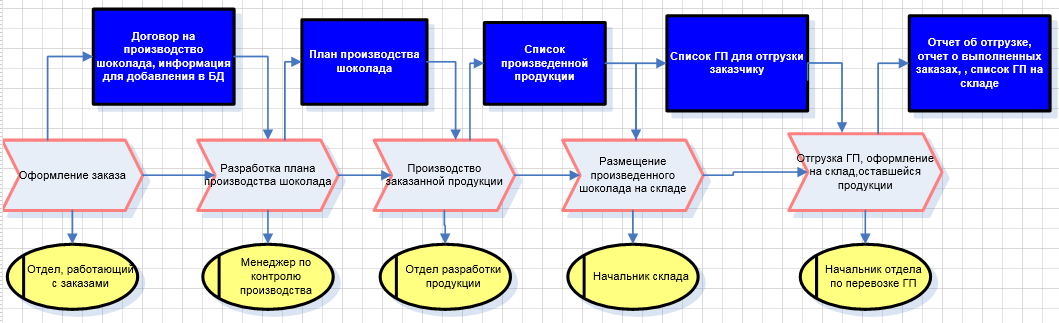 Договор на
производство
шоколада, информация
для добавления в БД
План производства
шоколада
Список
произведенной
продукции
Список ГП для отгрузки
заказчику
Отчет об отгрузке,
отчет о выполненных
заказах, , список ГП на
складе
Оформление заказа
Разработка плана
производства шоколада
Производство
заказанной продукции
Размещение
произведенного
шоколада на складе
Отгрузка ГП, оформление
на склад,оставшейся
продукции
Отдел, работающий
с заказами
Менеджер по
контролю
производства
Отдел разработки
продукции
Начальник склада
Начальник отдела
по перевозке ГП